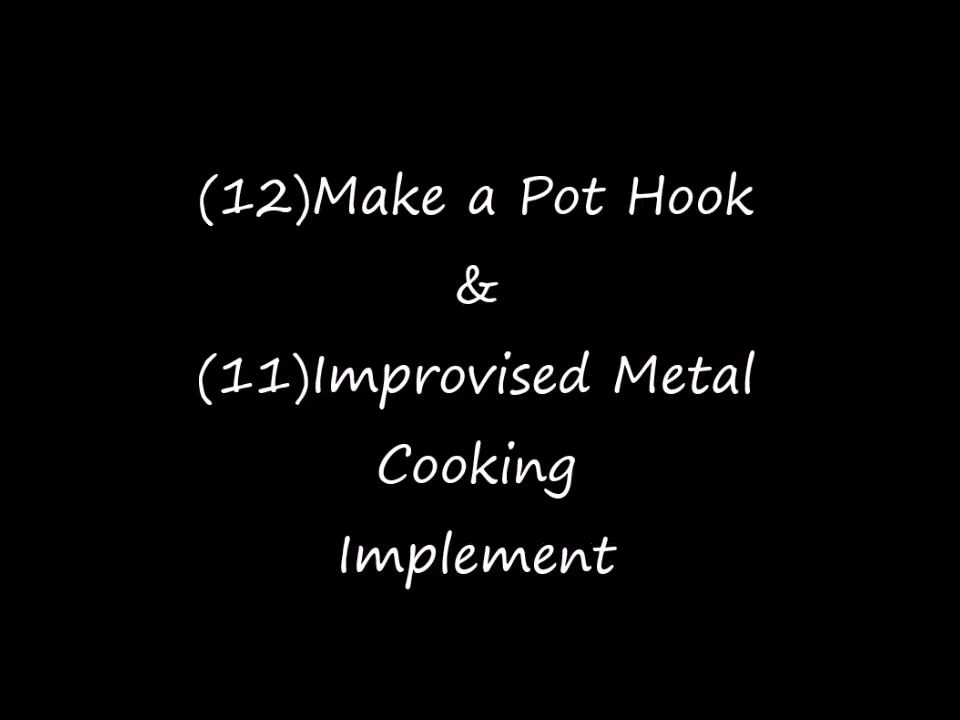 (12)Make a Pot Hook
&
(11)Improvised Metal
Cooking
Implement